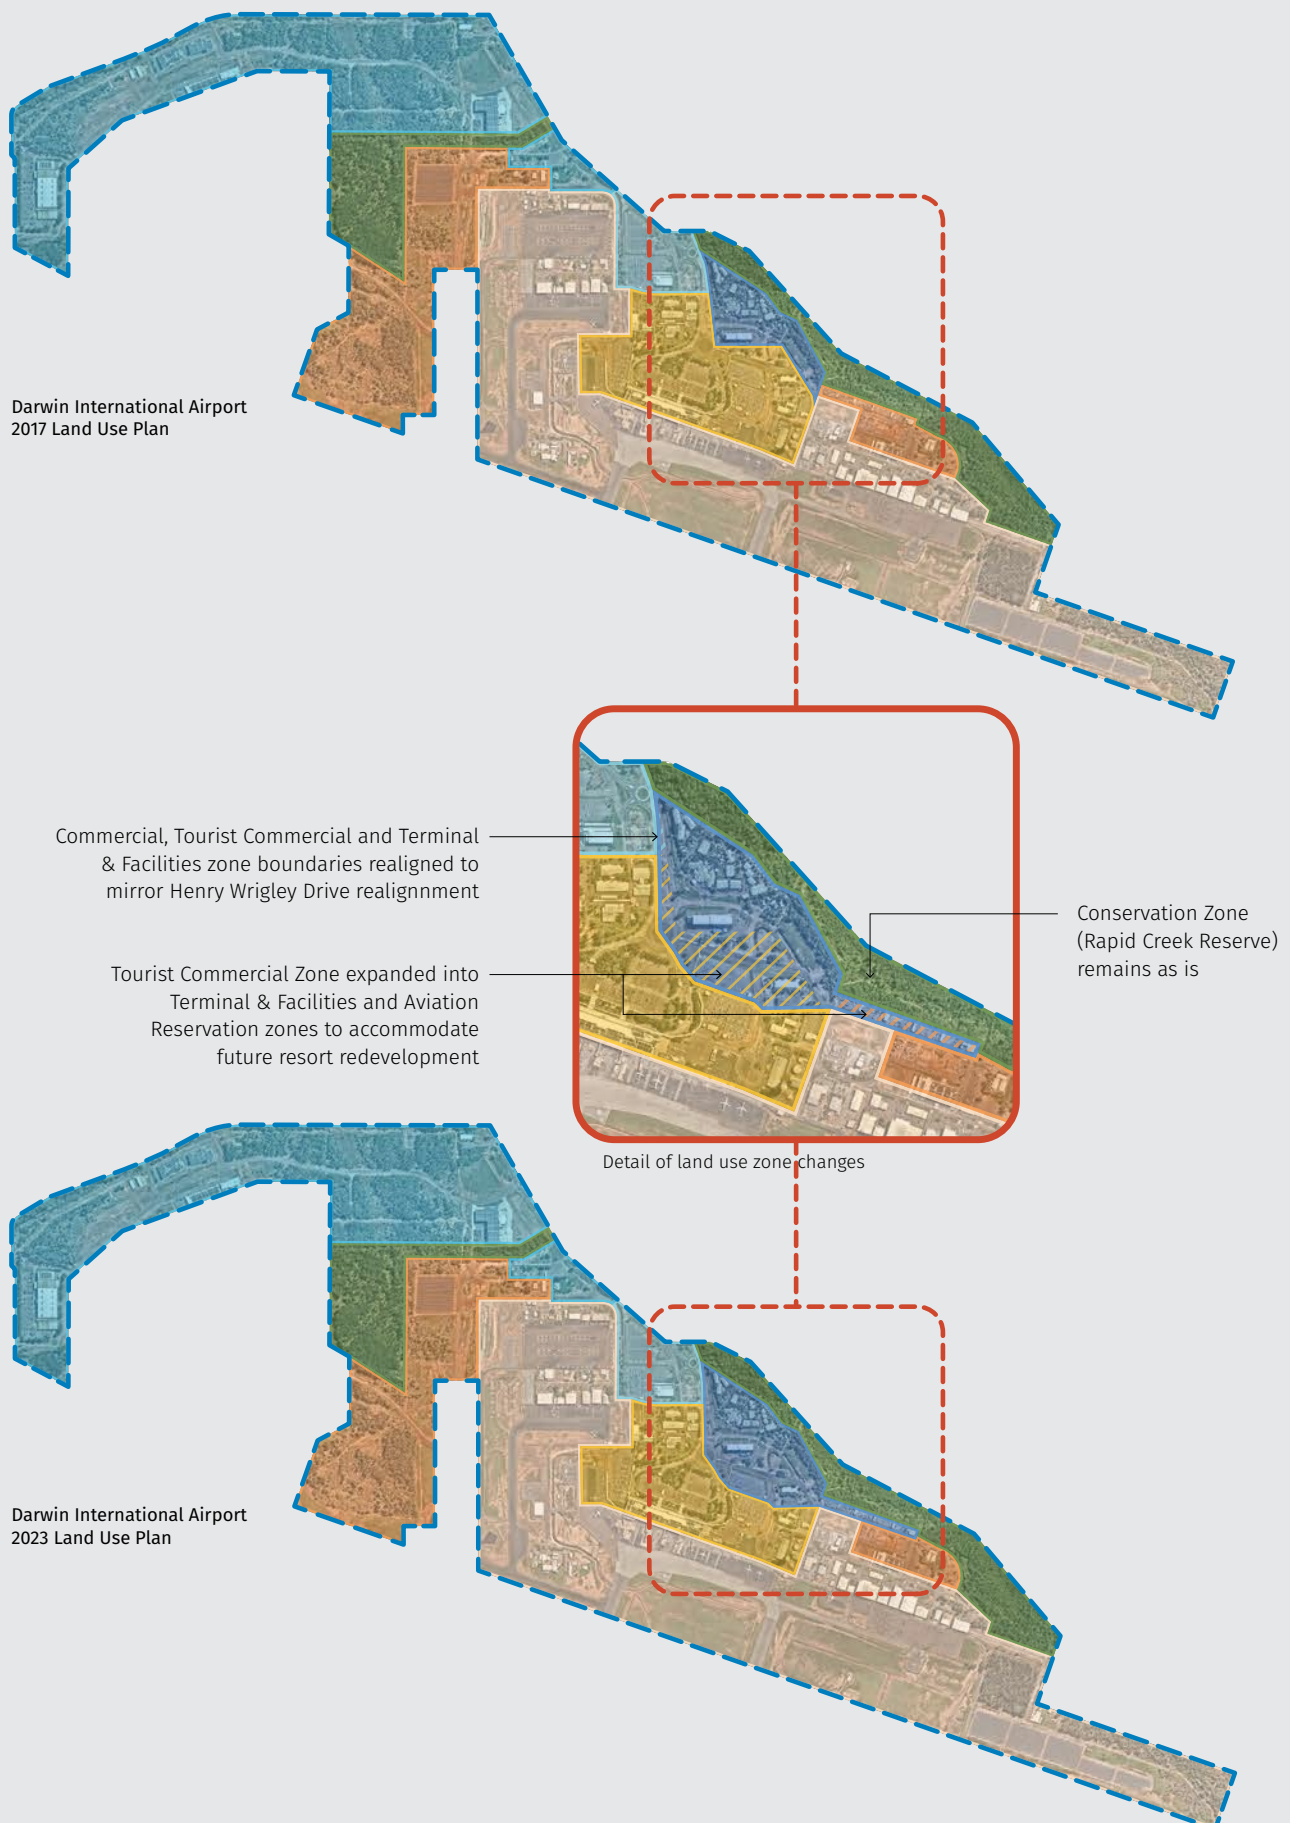 Darwin International Airport
2017 Land Use Plan
Commercial, Tourist Commercial and Terminal
& Facilities zone boundaries realigned to
mirror Henry Wrigley Drive realignnment
Tourist Commercial Zone expanded into
Terminal & Facilities and Aviation
Reservation zones to accommodate
future resort redevelopment
Conservation Zone
(Rapid Creek Reserve)
remains as is
Detail of land use zone changes
Darwin International Airport
2023 Land Use Plan